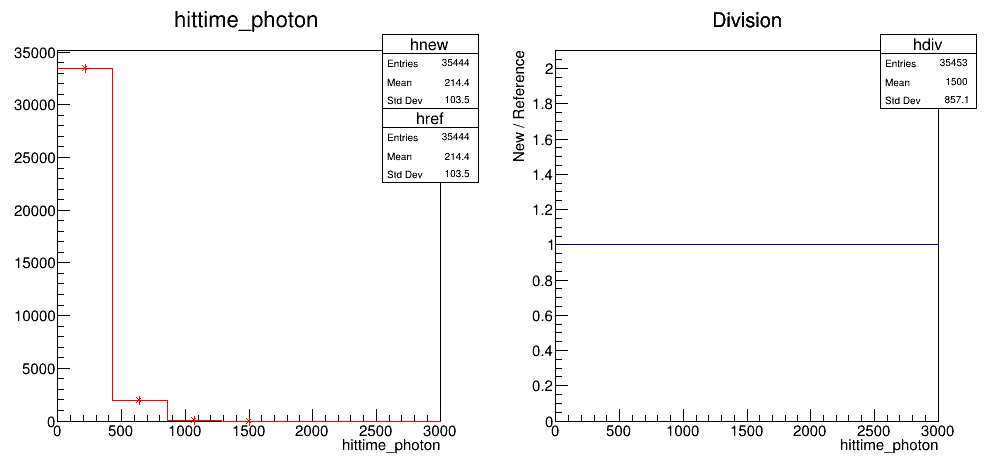 hittime_photon
hnew
Entries 35444
Mean 214.4
Std Dev 103.5
href
Entries 35444
Mean 214.4
Std Dev 103.5
35000
30000
25000
20000
15000
10000
5000
0
0 500 1000 1500 2000 2500 3000
hittime_photon
Division
hdiv
Entries 35453
Mean 1500
Std Dev 857.1
New / Reference
2
1.8
1.6
1.4
1.2
1
0.8
0.6
0.4
0.2
0
0 500 1000 1500 2000 2500 3000
hittime_photon